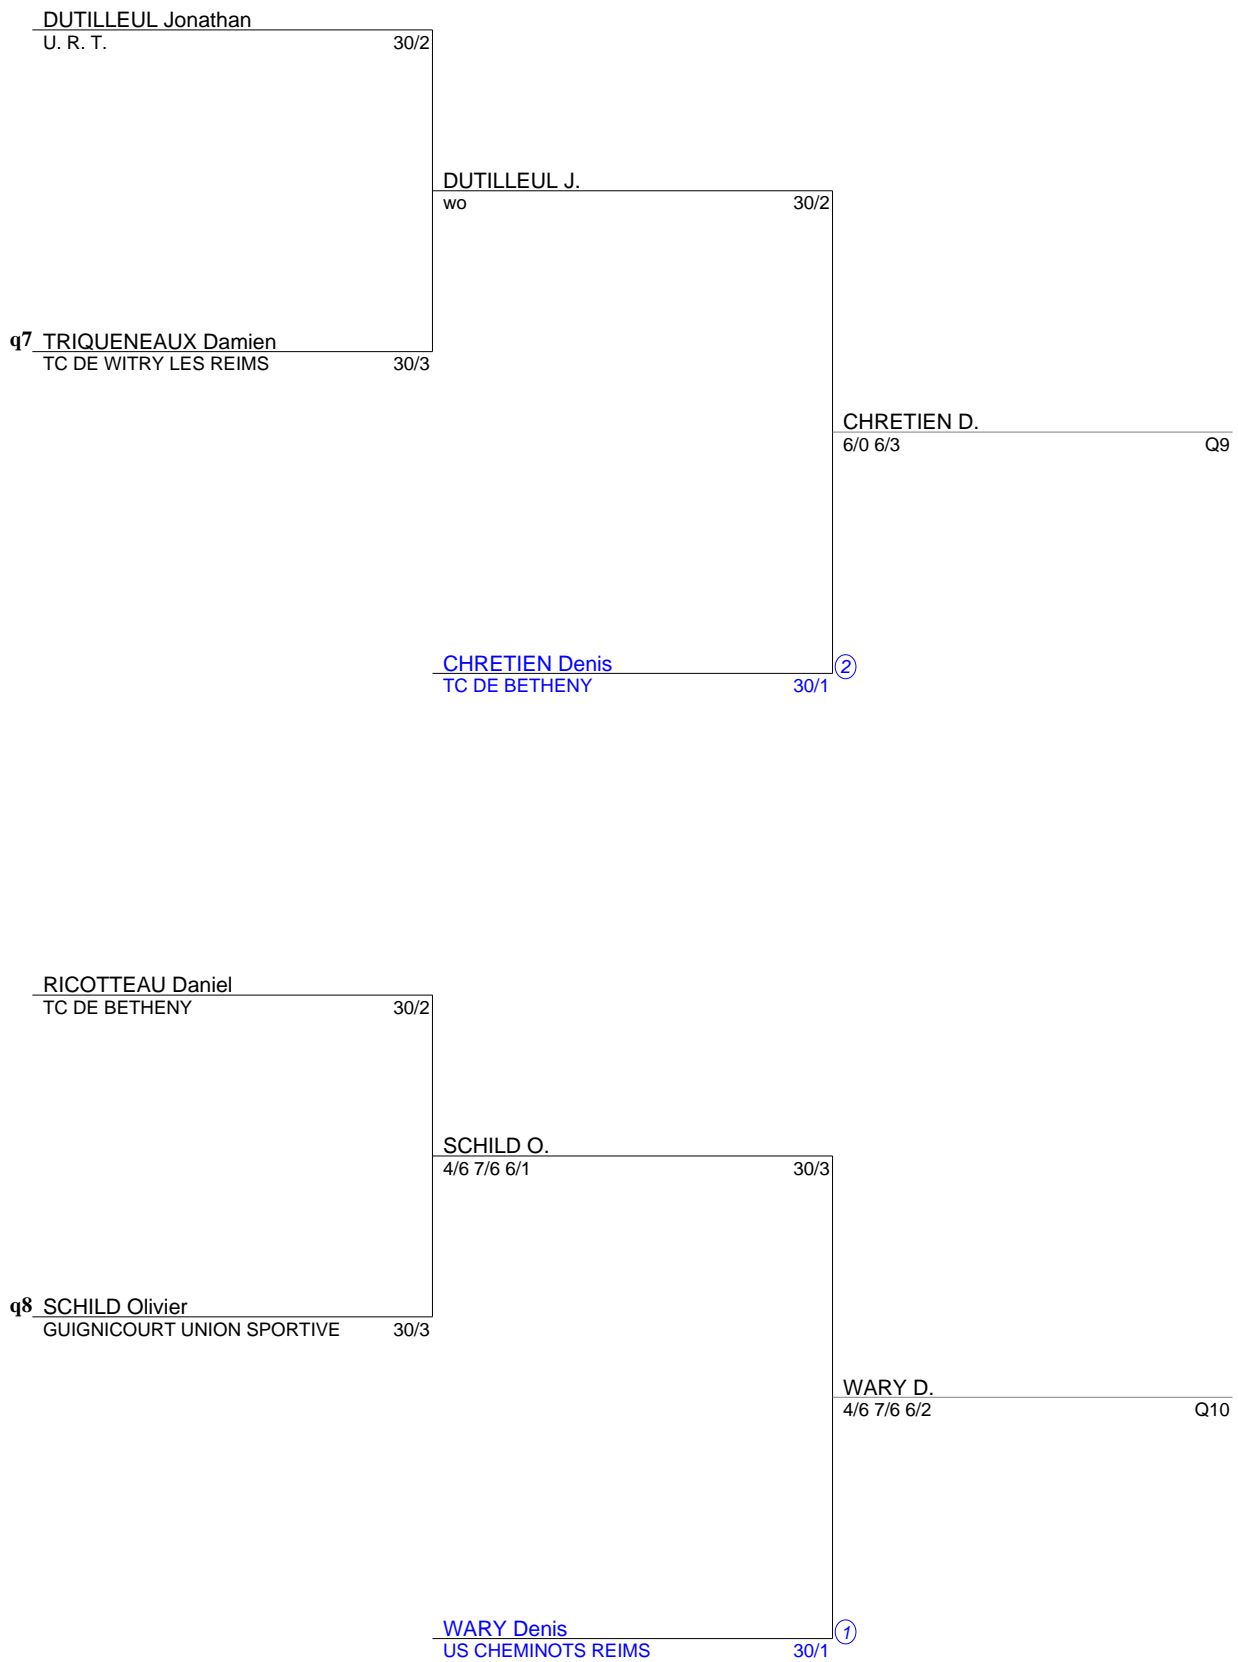 DUTILLEUL Jonathan
U. R. T. 30/2
DUTILLEUL J.
wo 30/2
q7 TRIQUENEAUX Damien
TC DE WITRY LES REIMS 30/3
CHRETIEN D.
6/0 6/3 Q9
CHRETIEN Denis 2
TC DE BETHENY 30/1
RICOTTEAU Daniel
TC DE BETHENY 30/2
SCHILD O.
4/6 7/6 6/1 30/3
q8 SCHILD Olivier
GUIGNICOURT UNION SPORTIVE 30/3
WARY D.
4/6 7/6 6/2 Q10
WARY Denis 1
US CHEMINOTS REIMS 30/1